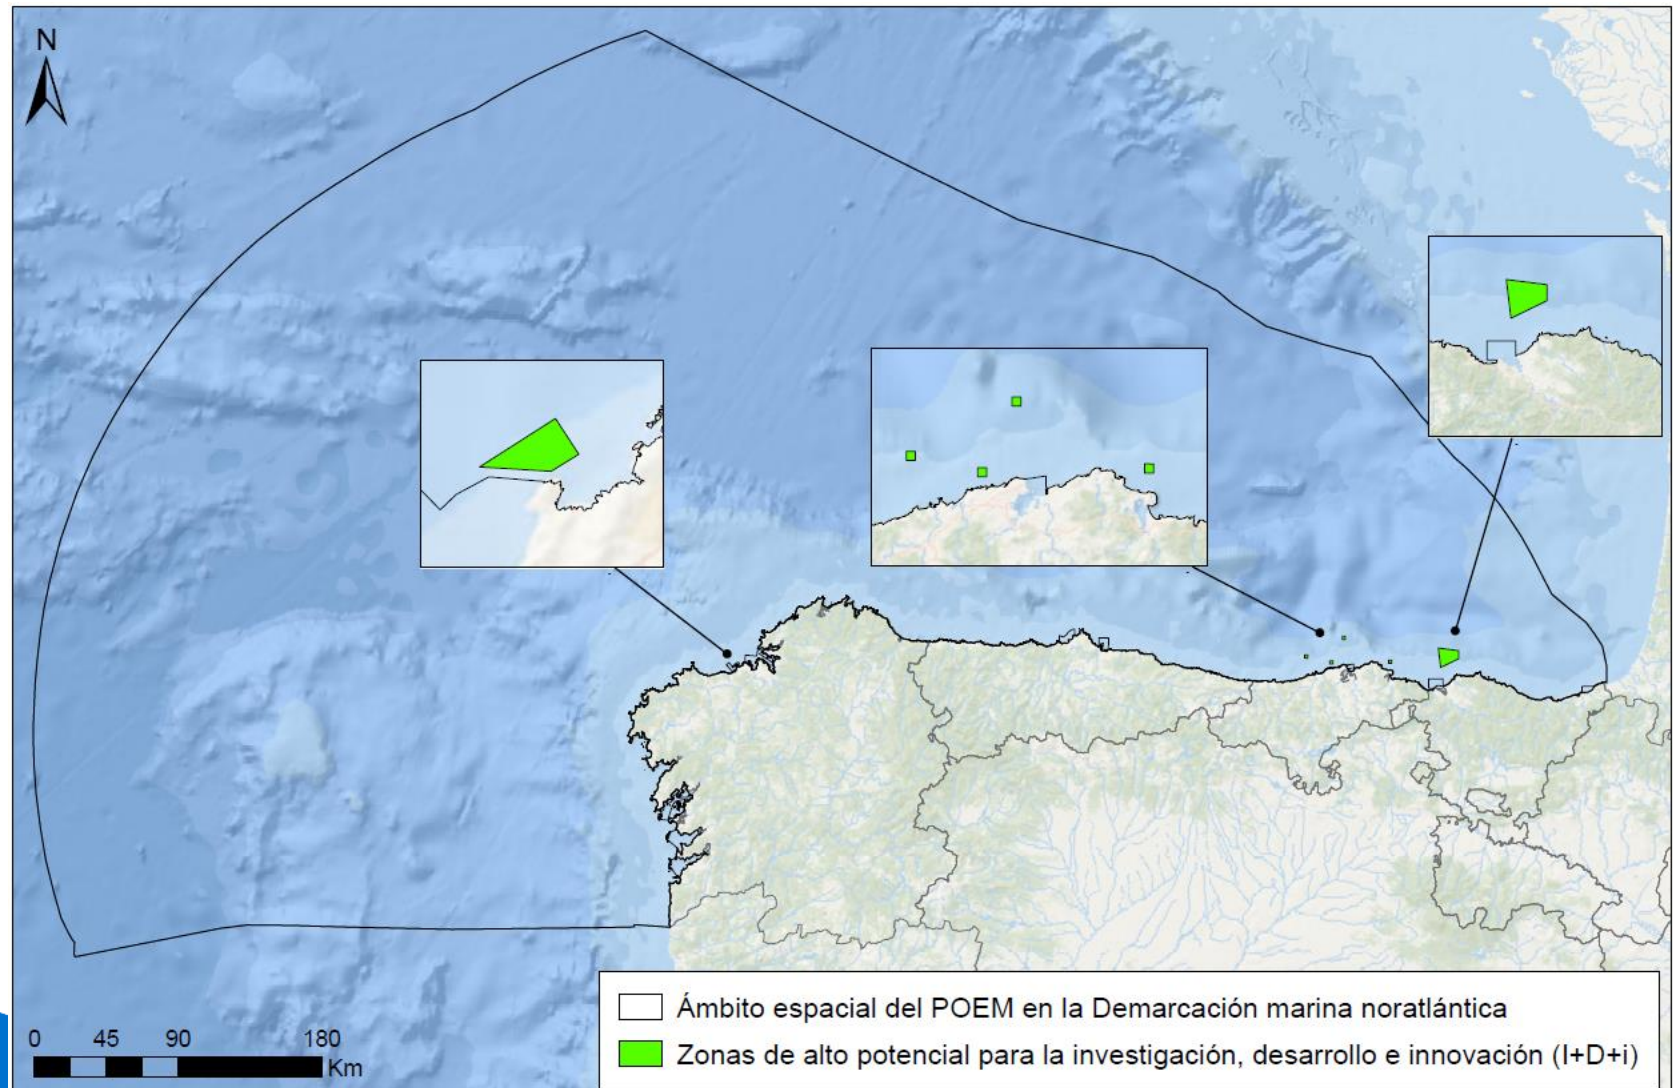 N
Ámbito espacial del POEM en la Demarcación marina noratlántica
Zonas de alto potencial para la investigación, desarrollo e innovación (I+D+i)
0 45 90 180
Km